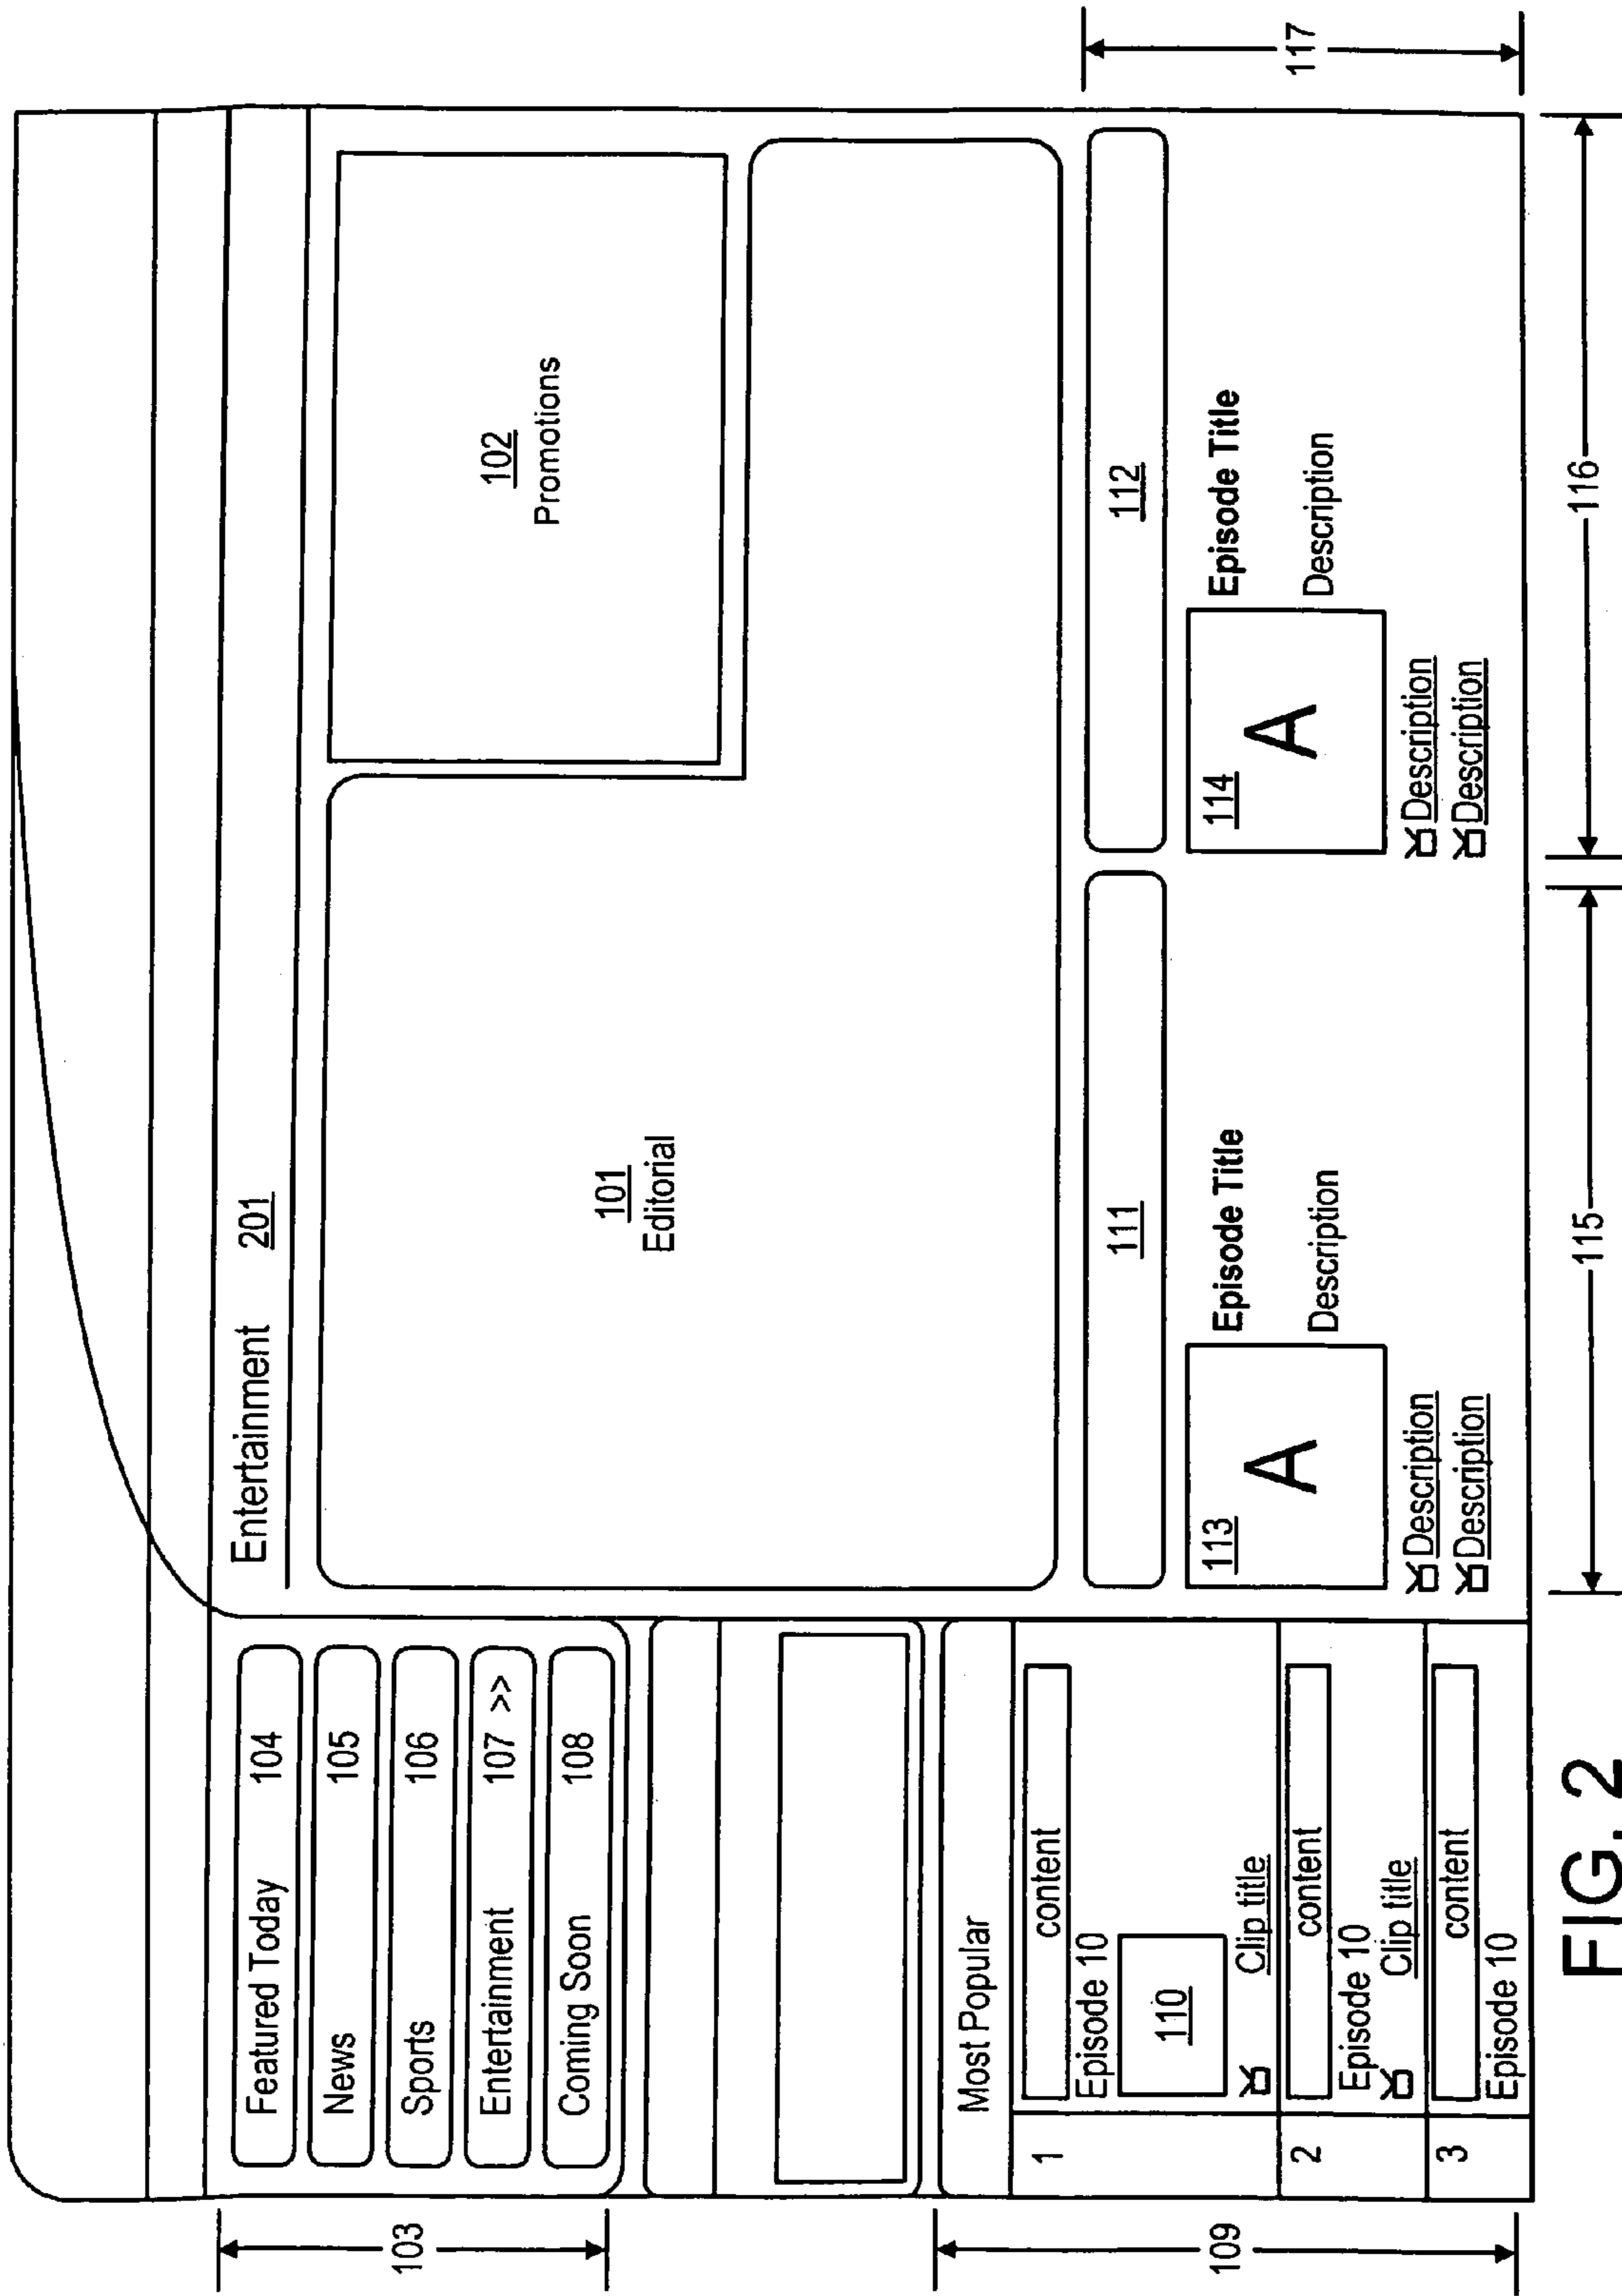 Entertainment 201
Featured Today 104
News 105
Sports 106
Entertainment 107 >>
Coming Soon 108
103
101
Editorial
102
Promotions
Most Popular
1
content
Episode 10
110
Clip title
2
content
Episode 10
Clip title
3
content
Episode 10
109
111
113
A
Episode Title
Description
Description
Description
112
114
A
Episode Title
Description
Description
Description
117
115
116
FIG. 2